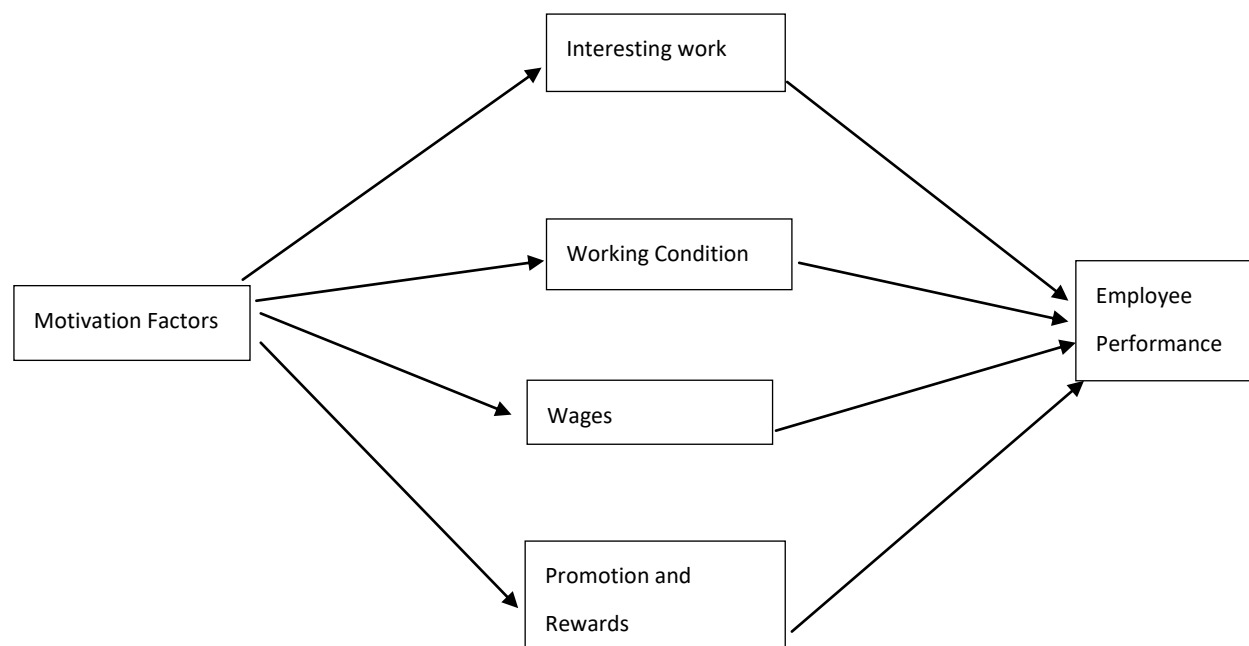 Interesting work
Working Condition
Motivation Factors
Employee
Performance
Wages
Promotion and
Rewards